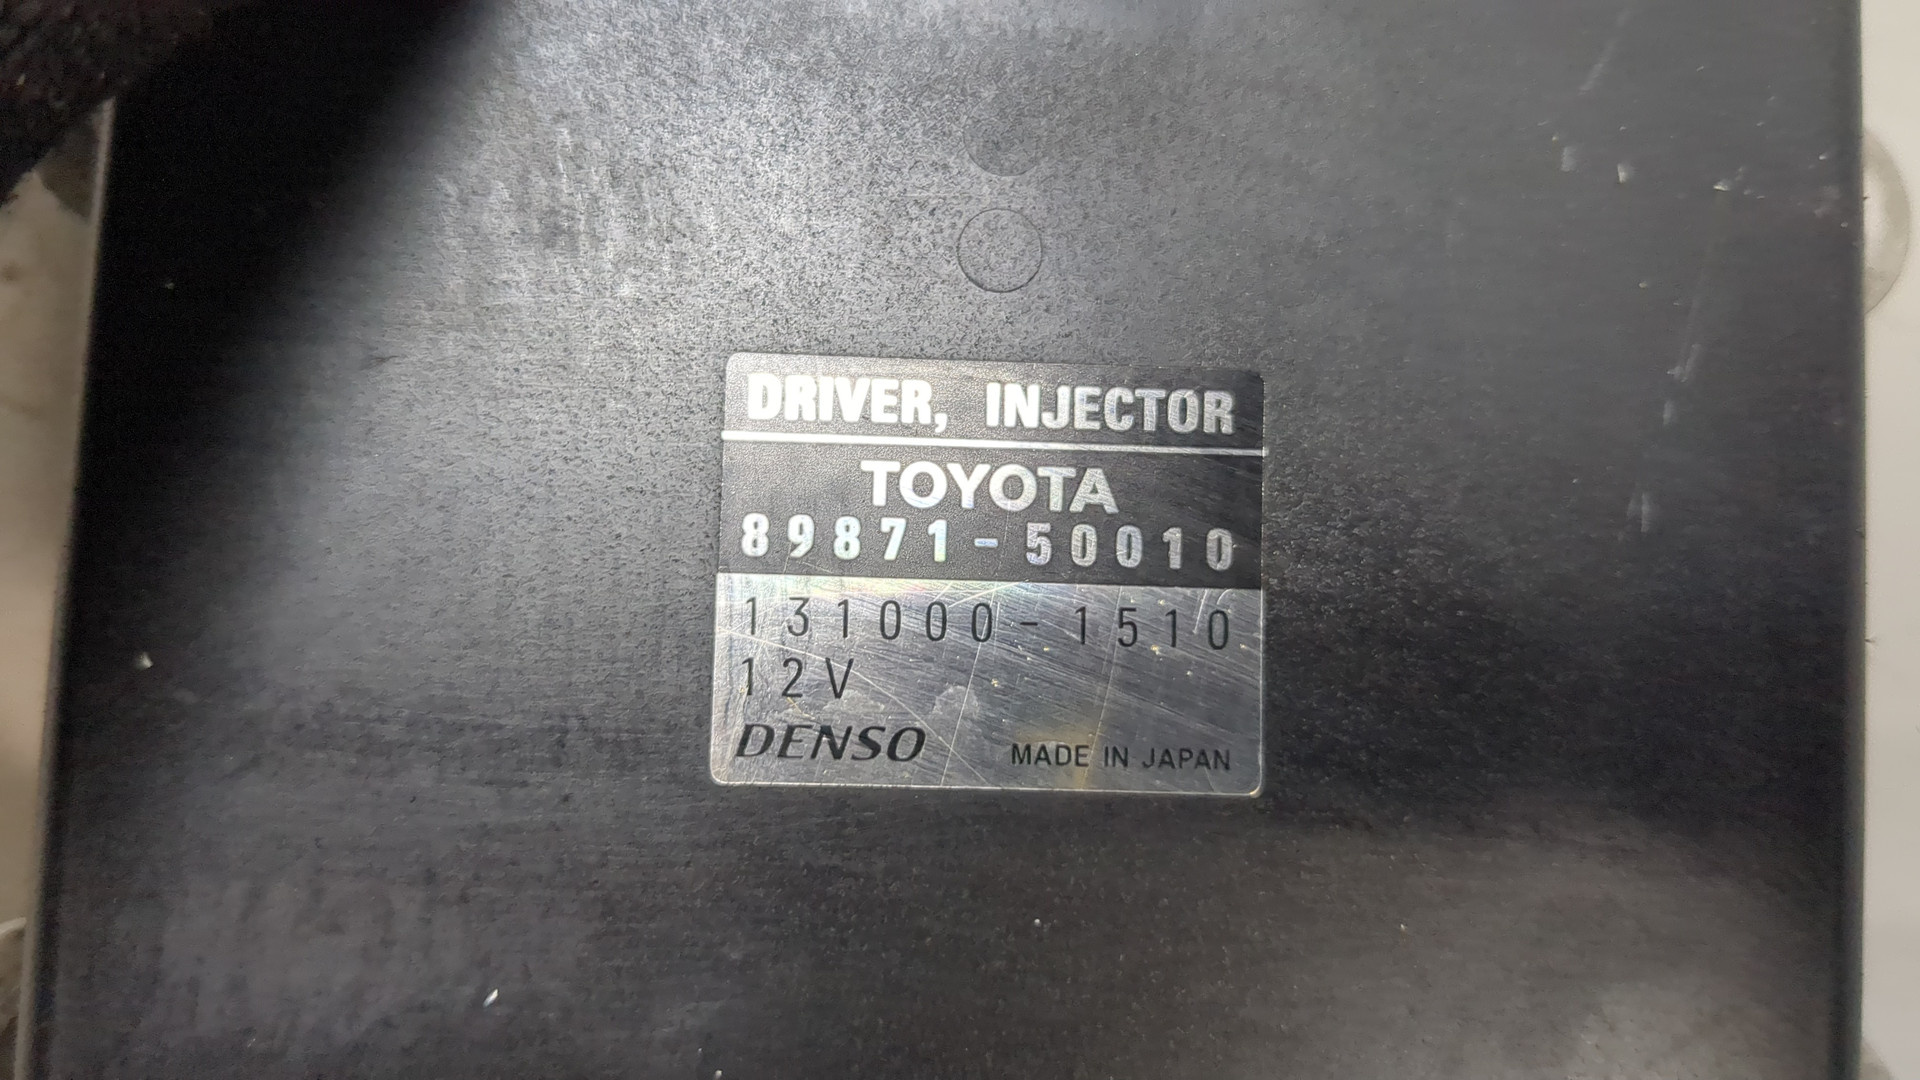 DRIVER, INJECTOR
TOYOTA
89871-50010
131000-1510
12V
DENSO MADE IN JAPAN